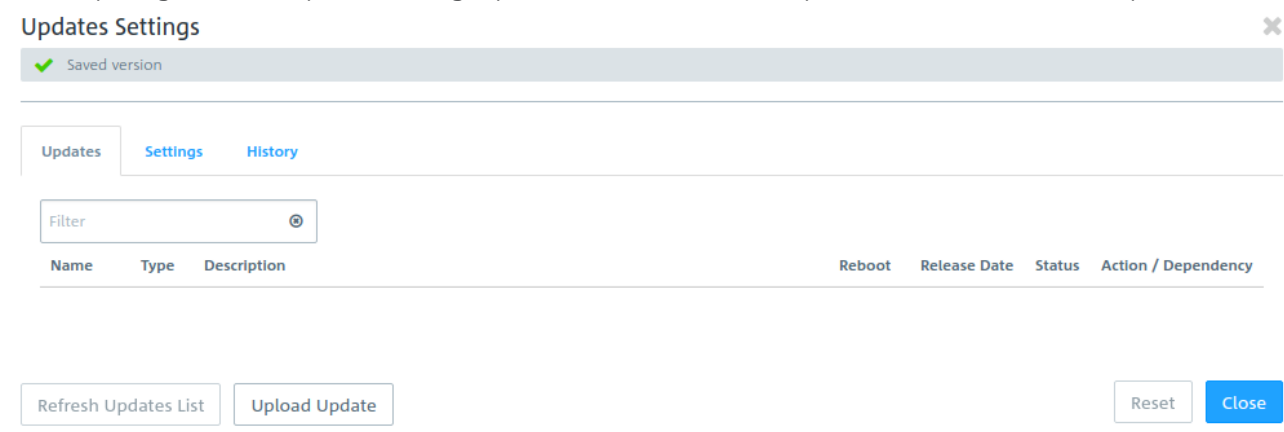 Updates Settings
Saved version
Updates Settings History
Filter
Name Type Description Reboot Release Date Status Action / Dependency
Refresh Updates List Upload Update Reset Close